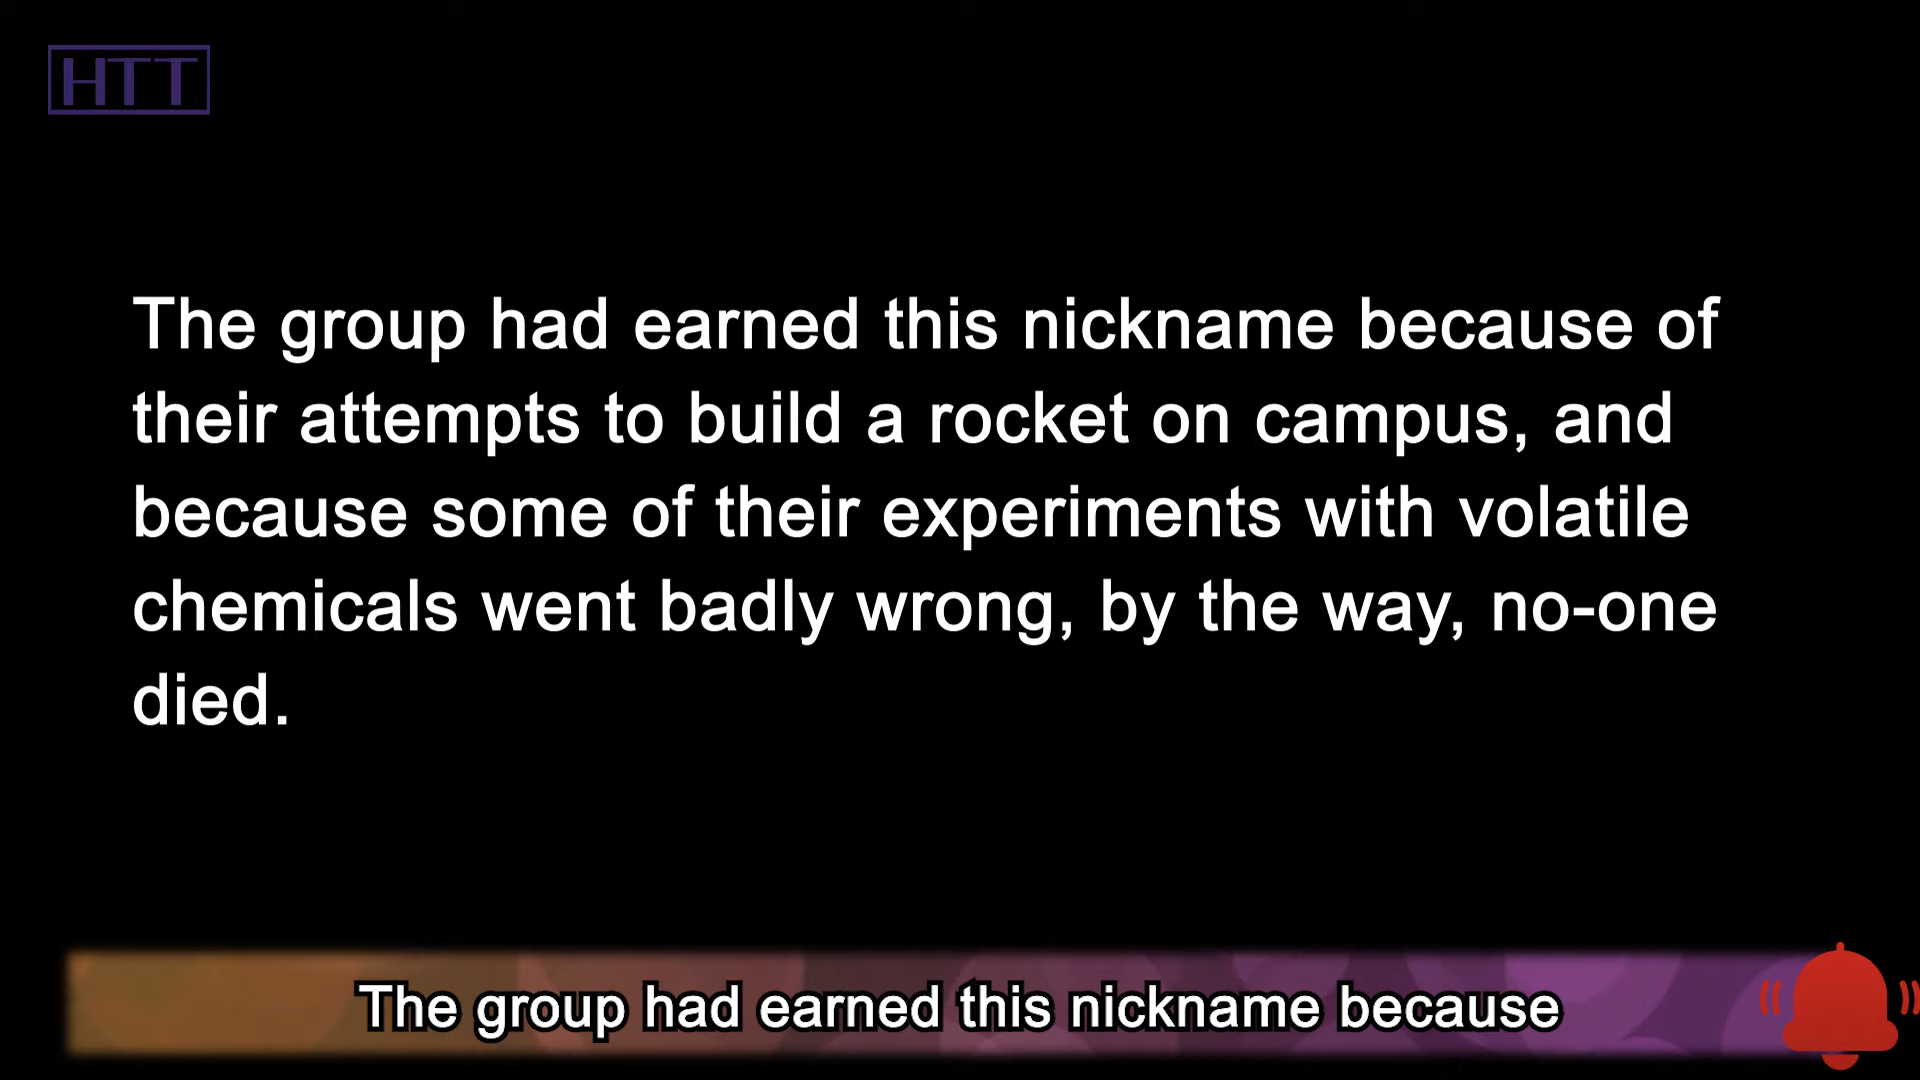 HTT
The group had earned this nickname because of
their attempts to build a rocket on campus, and
because some of their experiments with volatile
chemicals went badly wrong, by the way, no-one
died.
The group had earned this nickname because